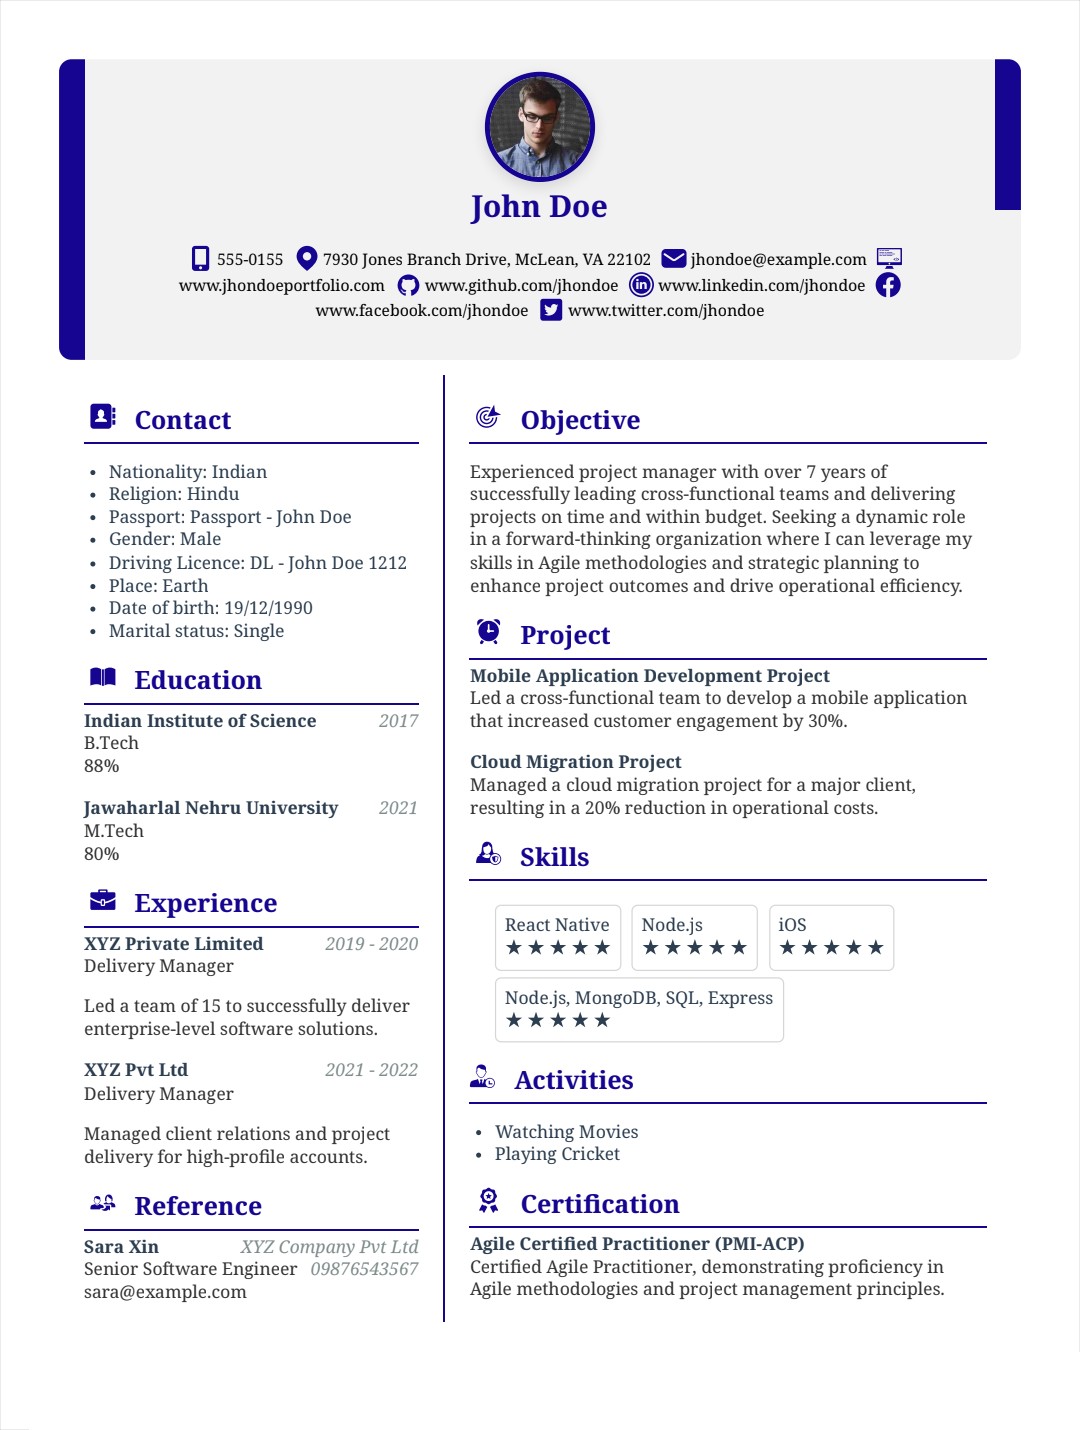 John Doe
555-0155 7930 Jones Branch Drive, McLean, VA 22102 jhondoe@example.com
www.jhondoeportfolio.com www.github.com/jhondoe www.linkedin.com/jhondoe
www.facebook.com/jhondoe www.twitter.com/jhondoe
Contact
• Nationality: Indian
• Religion: Hindu
• Passport: Passport - John Doe
• Gender: Male
• Driving Licence: DL - John Doe 1212
• Place: Earth
• Date of birth: 19/12/1990
• Marital status: Single
Education
Indian Institute of Science 2017
B.Tech
88%
Jawaharlal Nehru University 2021
M.Tech
80%
Experience
XYZ Private Limited 2019 - 2020
Delivery Manager
Led a team of 15 to successfully deliver
enterprise-level software solutions.
XYZ Pvt Ltd 2021 - 2022
Delivery Manager
Managed client relations and project
delivery for high-profile accounts.
Reference
Sara Xin XYZ Company Pvt Ltd
Senior Software Engineer 09876543567
sara@example.com
Objective
Experienced project manager with over 7 years of
successfully leading cross-functional teams and delivering
projects on time and within budget. Seeking a dynamic role
in a forward-thinking organization where I can leverage my
skills in Agile methodologies and strategic planning to
enhance project outcomes and drive operational efficiency.
Project
Mobile Application Development Project
Led a cross-functional team to develop a mobile application
that increased customer engagement by 30%.
Cloud Migration Project
Managed a cloud migration project for a major client,
resulting in a 20% reduction in operational costs.
Skills
React Native Node.js iOS
★★★★★ ★★★★★ ★★★★★
Node.js, MongoDB, SQL, Express
★★★★★
Activities
• Watching Movies
• Playing Cricket
Certification
Agile Certified Practitioner (PMI-ACP)
Certified Agile Practitioner, demonstrating proficiency in
Agile methodologies and project management principles.